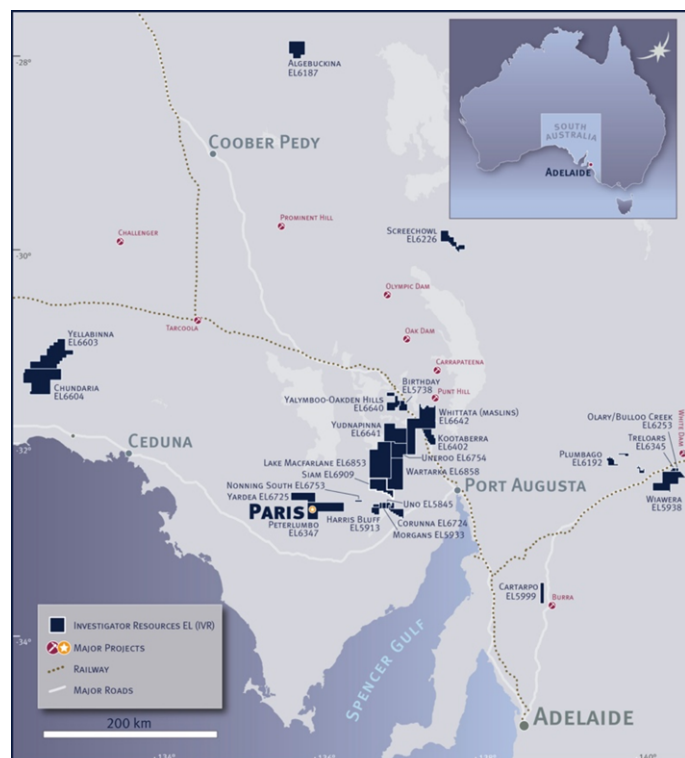 -28°
ALGEBUCKINA
EL6187
COOBER PEDY
SOUTH
AUSTRALIA
ADELAIDE
CHALLENGER
PROMINENT HILL
SCREECHOWL
EL6226
-30°
OLYMPIC DAM
TARCOOLA
OAK DAM
YELLABINNA
EL6603
CARRAPATEENA
CHUNDARIA
EL6604
BIRTHDAY
EL5738
PUNT HILL
YALYMBOO-OAKDEN HILLS
EL6640
WHITTATA (MASLINS)
EL6642
OLARY/BULLOO CREEK
EL6253
WHITE DAM
YUDNAPINNA
EL6641
KOOTABERRA
EL6402
TRELOARS
EL6345
CEDUNA
-32°
UNEROO EL6754
PLUMBAGO
EL6192
LAKE MACFARLANE EL6853
WARTARKA EL6858
SIAM EL6909
NONNING SOUTH EL6753
PORT AUGUSTA
WIAWERA
EL5938
YARDEA EL6725
UNO EL5845
PARIS
PETERLUMBO
EL6347
HARRIS BLUFF
EL5913
CORUNNA EL6724
MORGANS EL5933
CARTARPO
EL5999
BURRA
INVESTIGATOR RESOURCES EL (IVR)
MAJOR PROJECTS
RAILWAY
MAJOR ROADS
-34°
SPENCER GULF
200 km
ADELAIDE